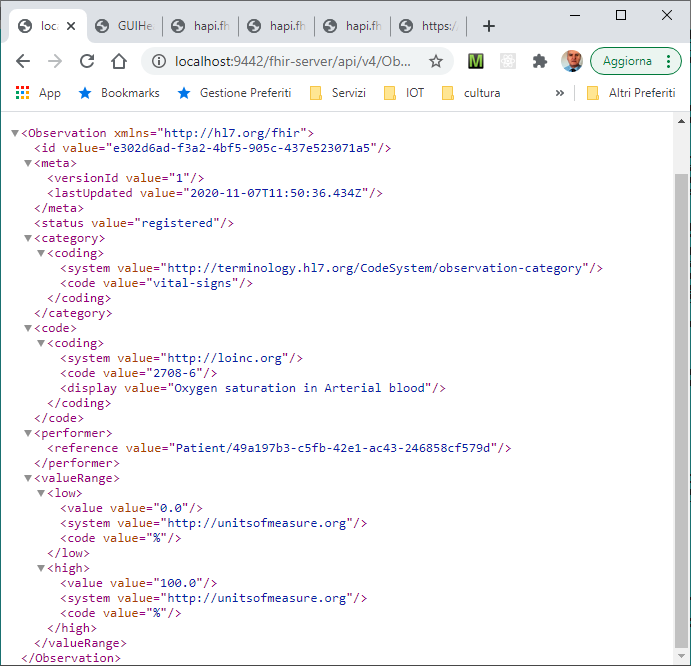 loca
GUIHe
hapi.fh
hapi.fh
hapi.fh
https:/
localhost:9442/fhir-server/api/v4/Ob...
Aggiorna
App
Bookmarks
Gestione Preferiti
Servizi
IOT
cultura
»
Altri Preferiti
<Observation xmlns="http://hl7.org/fhir">
<id value="e302d6ad-f3a2-4bf5-905c-437e523071a5"/>
<meta>
<versionId value="1"/>
<lastUpdated value="2020-11-07T11:50:36.434Z"/>
</meta>
<status value="registered"/>
<category>
<coding>
<system value="http://terminology.hl7.org/CodeSystem/observation-category"/>
<code value="vital-signs"/>
</coding>
</category>
<code>
<coding>
<system value="http://loinc.org"/>
<code value="2708-6"/>
<display value="Oxygen saturation in Arterial blood"/>
</coding>
</code>
<performer>
<reference value="Patient/49a197b3-c5fb-42e1-ac43-246858cf579d"/>
</performer>
<valueRange>
<low>
<value value="0.0"/>
<system value="http://unitsofmeasure.org"/>
<code value="%"/>
</low>
<high>
<value value="100.0"/>
<system value="http://unitsofmeasure.org"/>
<code value="%"/>
</high>
</valueRange>
</Observation>